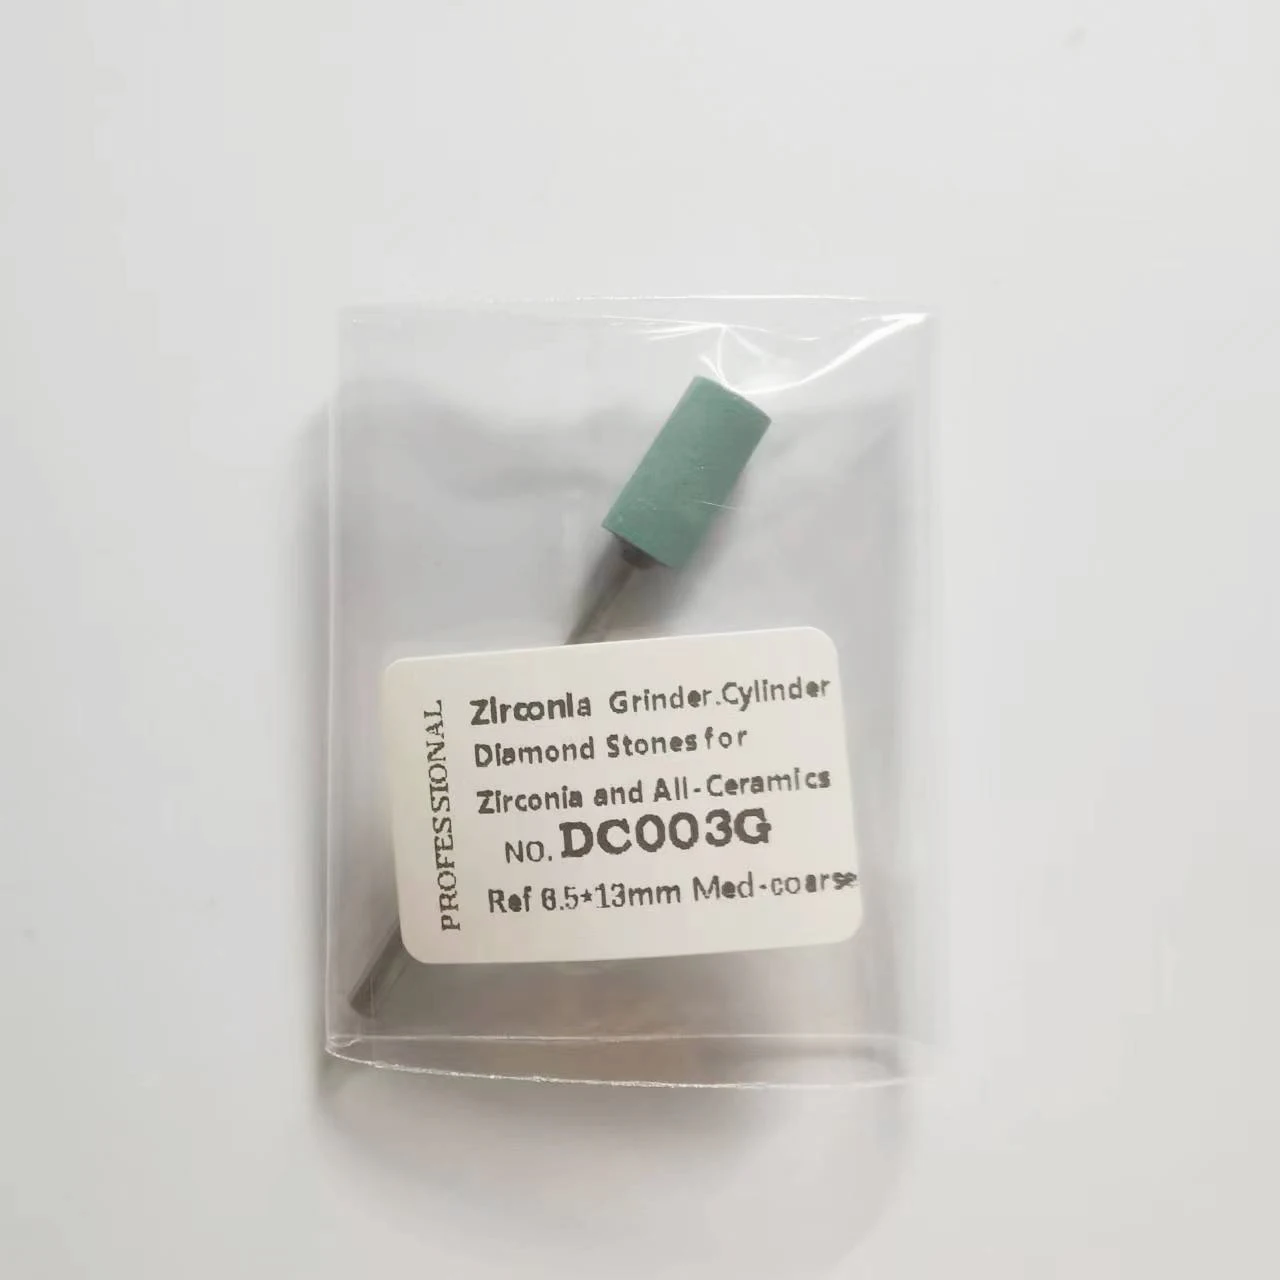 PROFESSIONAL
Zirconia Grinder.Cylinder
Diamond Stones for
Zirconia and All-Ceramics
NO. DC003G
Ref 6.5*13mm Med-coarse